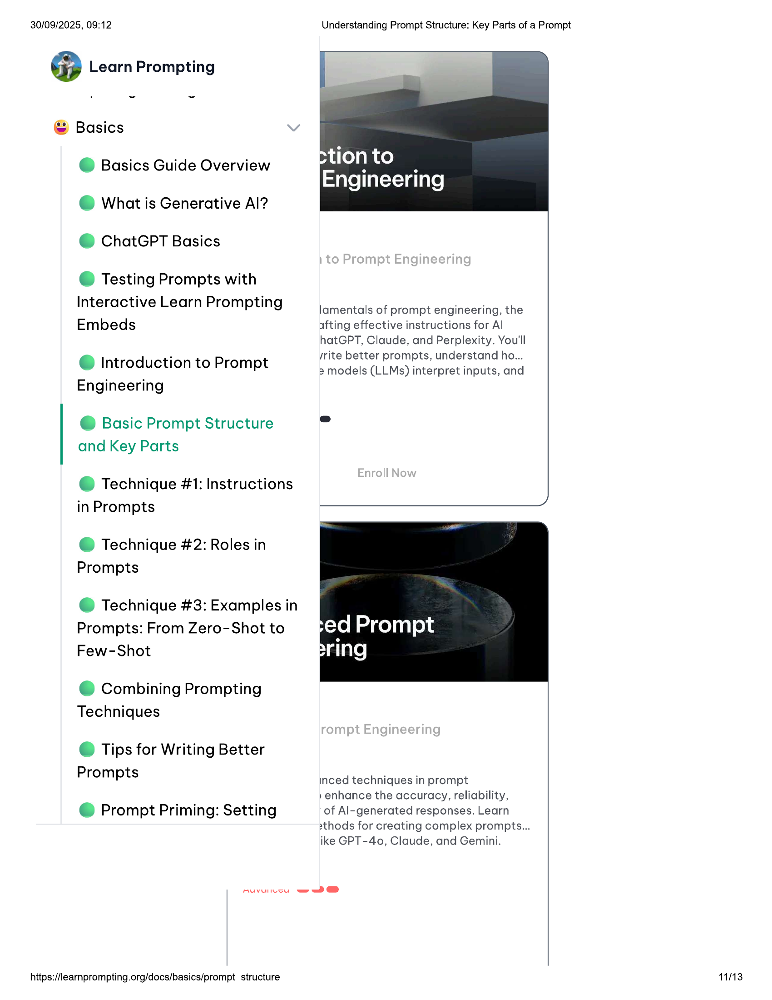 30/09/2025, 09:12
Understanding Prompt Structure: Key Parts of a Prompt
Learn Prompting
Basics
Basics Guide Overview
What is Generative AI?
ChatGPT Basics
Testing Prompts with
Interactive Learn Prompting
Embeds
Introduction to Prompt
Engineering
Basic Prompt Structure
and Key Parts
Technique #1: Instructions
in Prompts
Technique #2: Roles in
Prompts
Technique #3: Examples in
Prompts: From Zero-Shot to
Few-Shot
Combining Prompting
Techniques
Tips for Writing Better
Prompts
Prompt Priming: Setting
ction to
Engineering
to Prompt Engineering
lamentals of prompt engineering, the
afting effective instructions for AI
hatGPT, Claude, and Perplexity. You'll
write better prompts, understand ho...
e models (LLMs) interpret inputs, and
Enroll Now
ced Prompt
ering
rompt Engineering
nced techniques in prompt
enhance the accuracy, reliability,
of AI-generated responses. Learn
ethods for creating complex prompts...
ike GPT-4o, Claude, and Gemini.
Advanced
https://learnprompting.org/docs/basics/prompt_structure
11/13